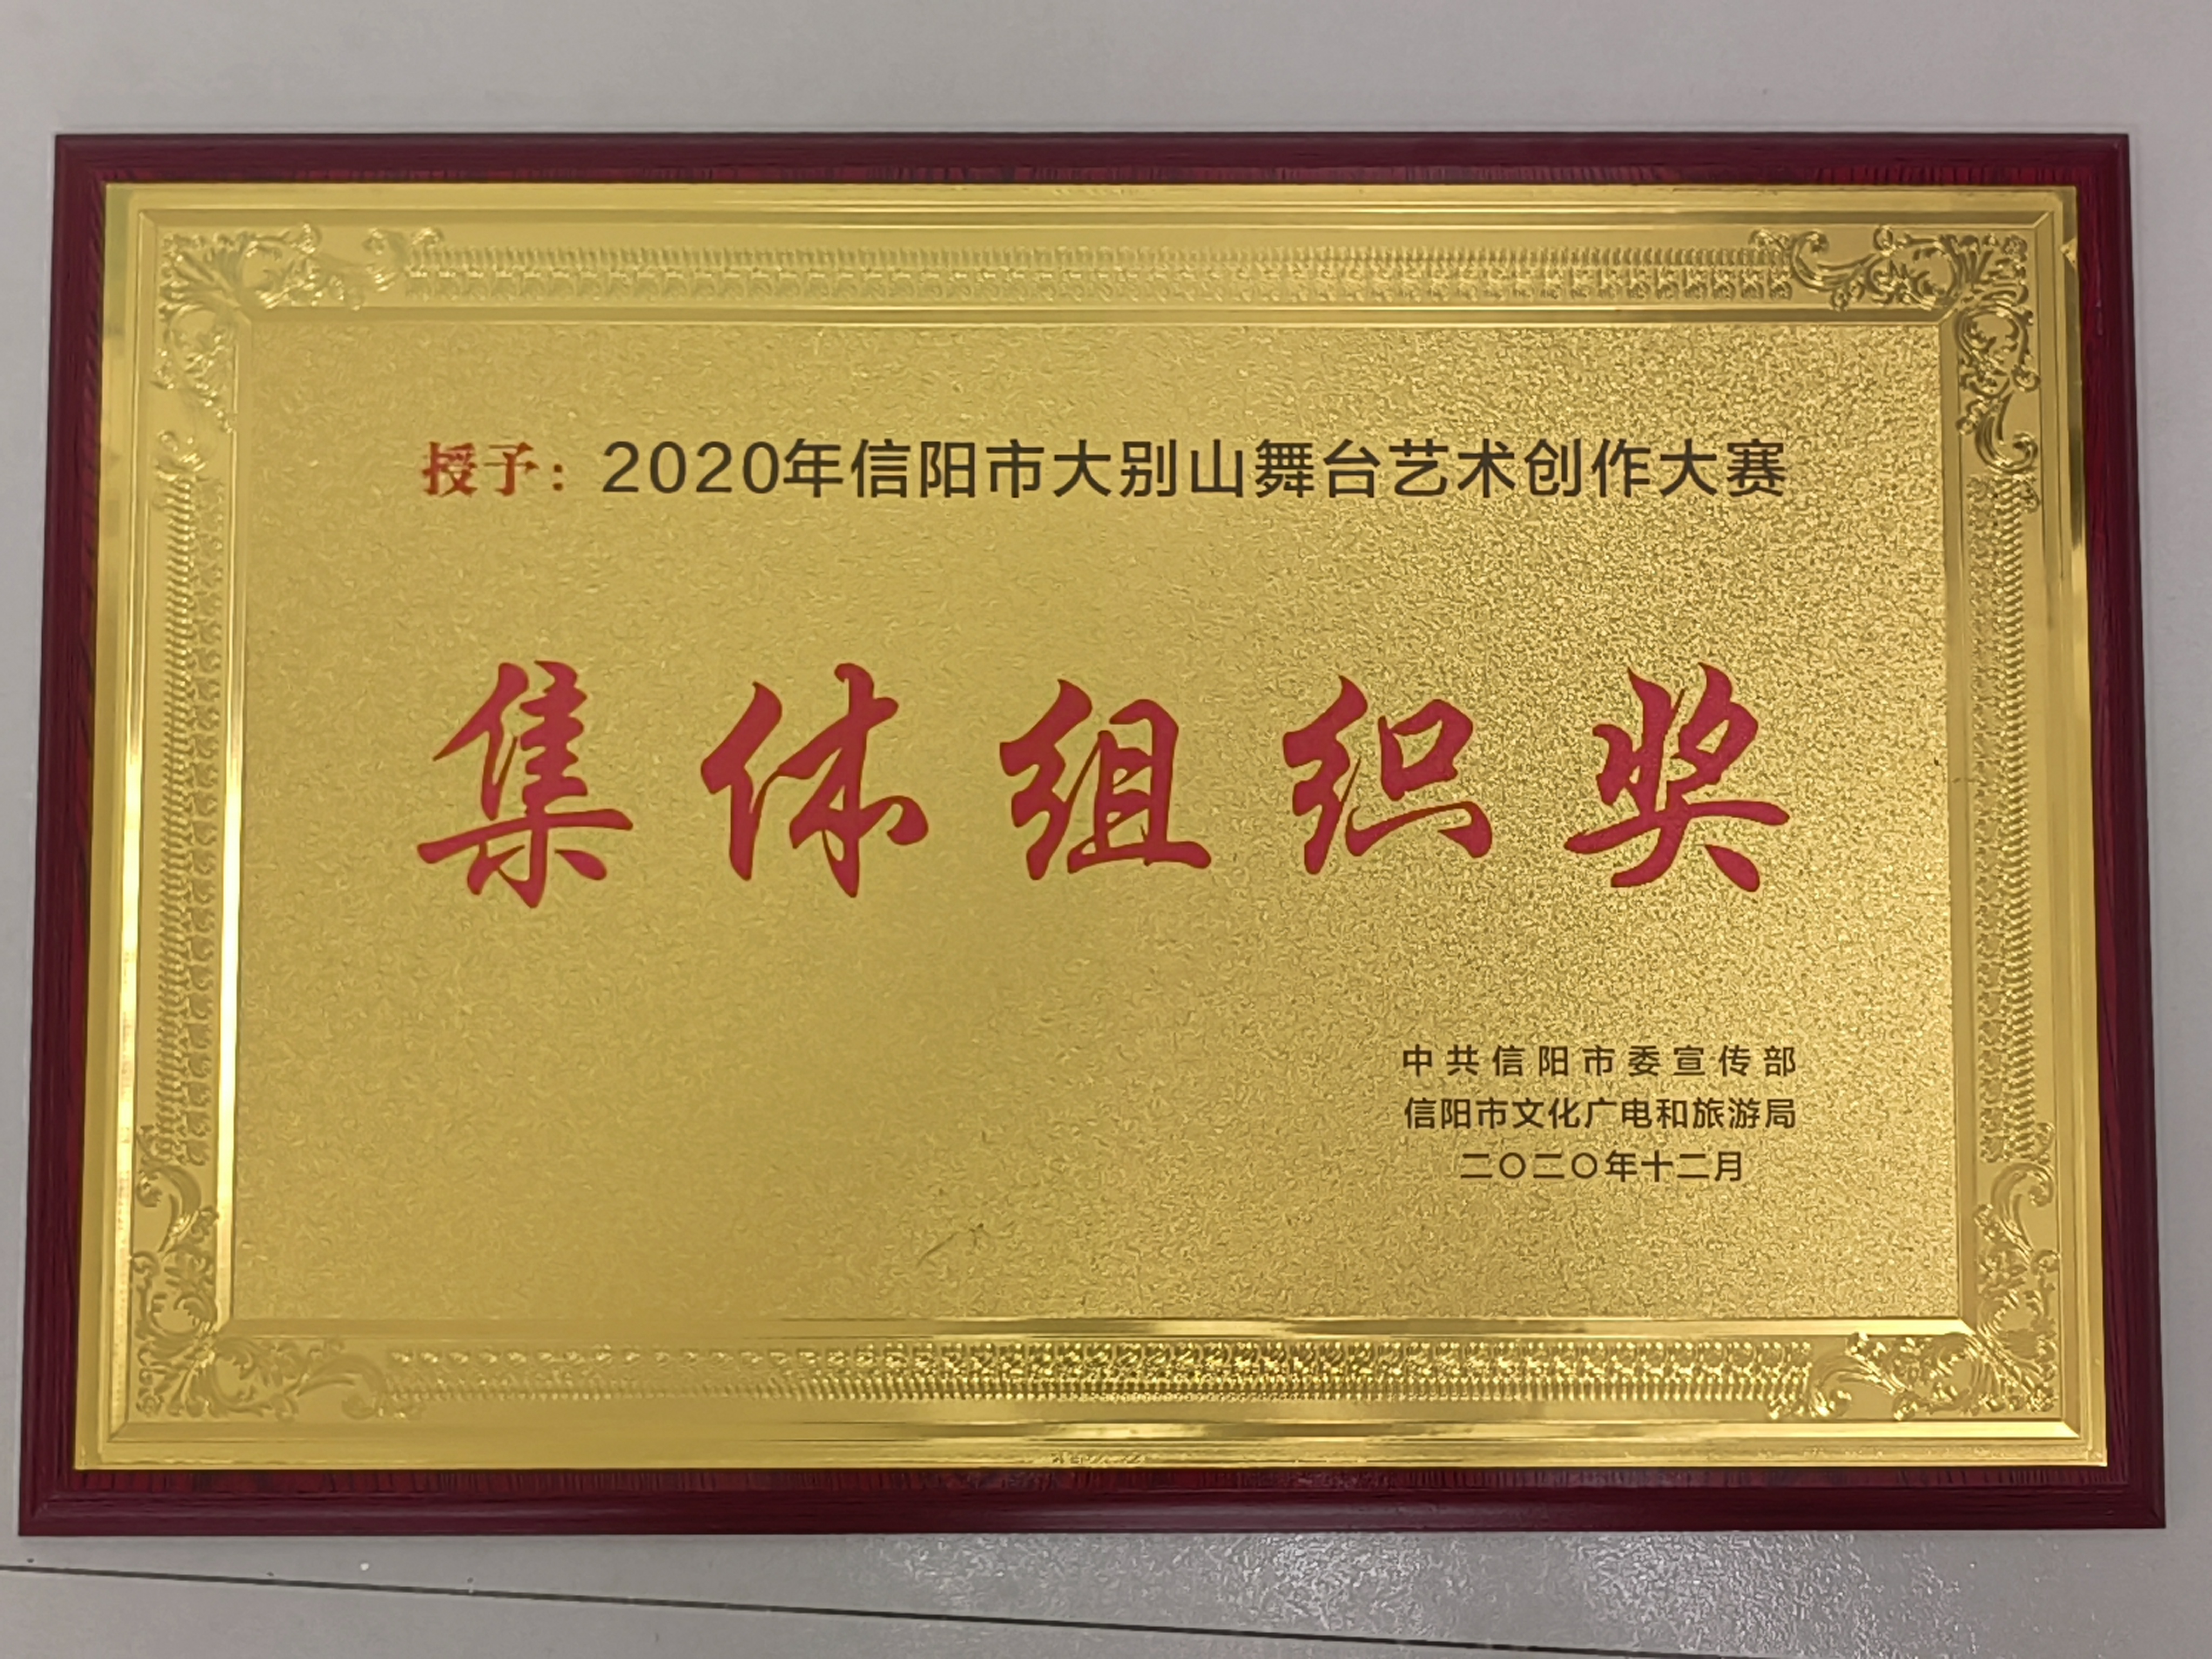 授予：2020年信阳市大别山舞台艺术创作大赛
集体组织奖
中共信阳市委宣传部
信阳市文化广电和旅游局
二〇二〇年十二月